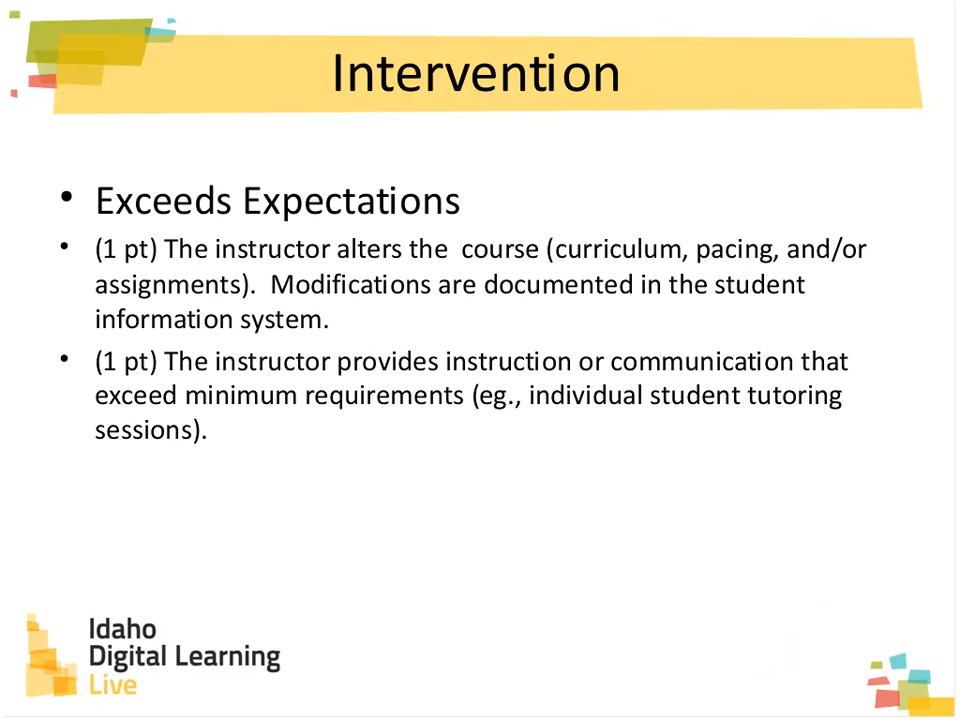 Intervention
• Exceeds Expectations
• (1 pt) The instructor alters the  course (curriculum, pacing, and/or
assignments).  Modifications are documented in the student
information system.
• (1 pt) The instructor provides instruction or communication that
exceed minimum requirements (eg., individual student tutoring
sessions).
Idaho
Digital Learning
Live